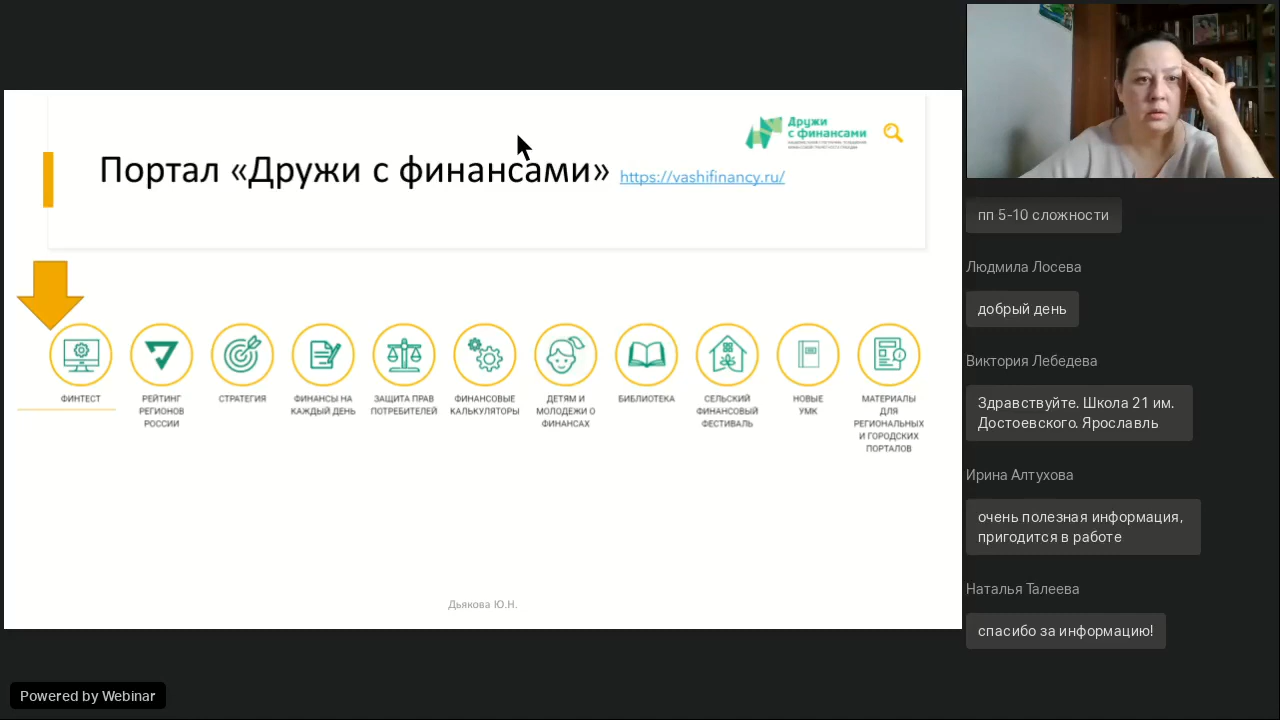 Дружи
с финансами
Портал «Дружи с финансами» https://vashifinancy.ru/
ФИНТЕСТ
РЕЙТИНГ
РЕГИОНОВ
РОССИИ
СТРАТЕГИЯ
ФИНАНСЫ НА
КАЖДЫЙ ДЕНЬ
ЗАЩИТА ПРАВ
ПОТРЕБИТЕЛЕЙ
ФИНАНСОВЫЕ
КАЛЬКУЛЯТОРЫ
ДЕТЯМ И
МОЛОДЕЖИ О
ФИНАНСАХ
БИБЛИОТЕКА
СЕЛЬСКИЙ
ФИНАНСОВЫЙ
ФЕСТИВАЛЬ
НОВЫЕ
УМК
МАТЕРИАЛЫ
ДЛЯ
РЕГИОНАЛЬНЫХ
И ГОРОДСКИХ
ПОРТАЛОВ
Дьякова Ю.Н.
Powered by Webinar
пп 5-10 сложности
Людмила Лосева
добрый день
Виктория Лебедева
Здравствуйте. Школа 21 им.
Достоевского. Ярославль
Ирина Алтухова
очень полезная информация,
пригодится в работе
Наталья Талеева
спасибо за информацию!